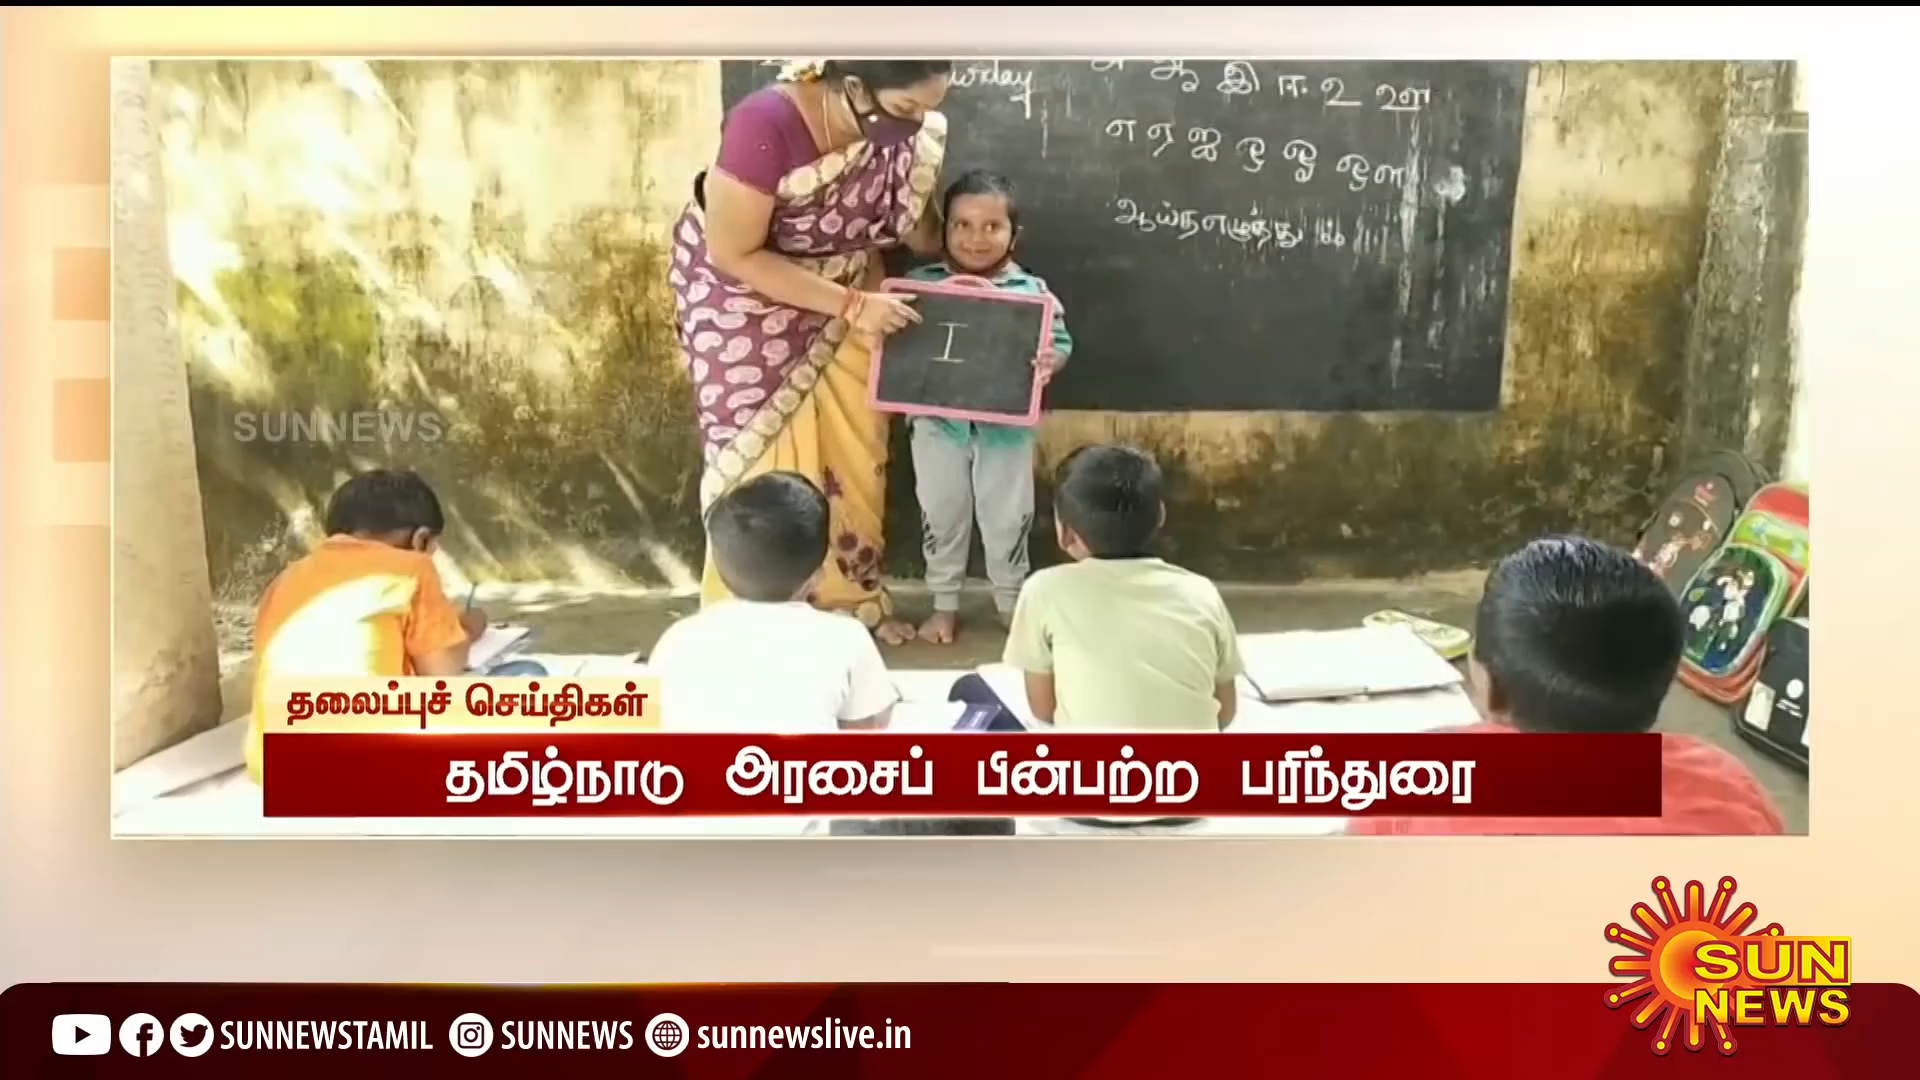 அ ஆ இ ஈ உ ஊ
எ ஏ ஐ ஒ ஓ ஔ
I
SUNNEWS
தலைப்புச் செய்திகள்
தமிழ்நாடு அரசைப் பின்பற்ற பரிந்துரை
SUN
NEWS
SUNNEWSTAMIL SUNNEWS sunnewslive.in